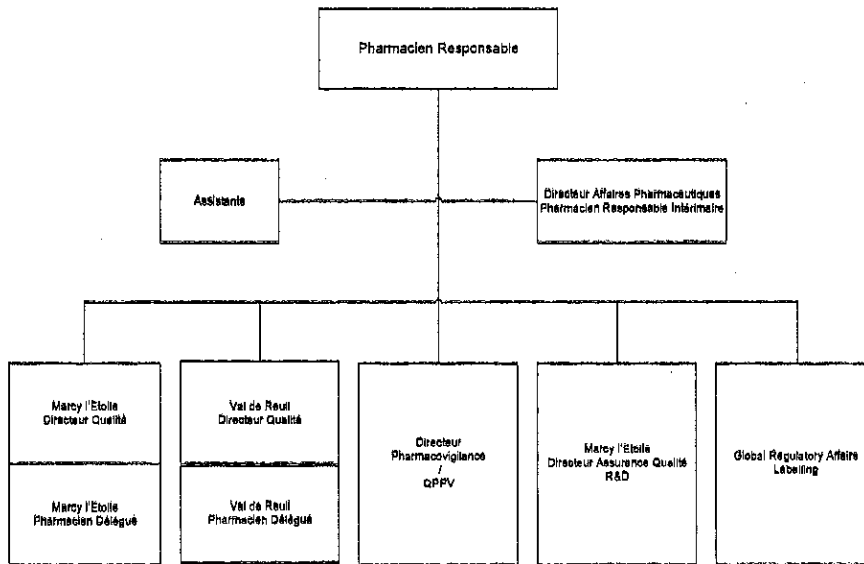 Pharmacien Responsable
Assistante
Directeur Affaires Pharmaceutiques
Pharmacien Responsable Intérimaire
Marcy l'Etoile
Directeur Qualité
Val de Reuil
Directeur Qualité
Marcy l'Etoile
Pharmacien Délégué
Val de Reuil
Pharmacien Délégué
Directeur
Pharmacovigilance
/
QPPV
Marcy l'Etoile
Directeur Assurance Qualité
R&D
Global Regulatory Affaire
Labelling